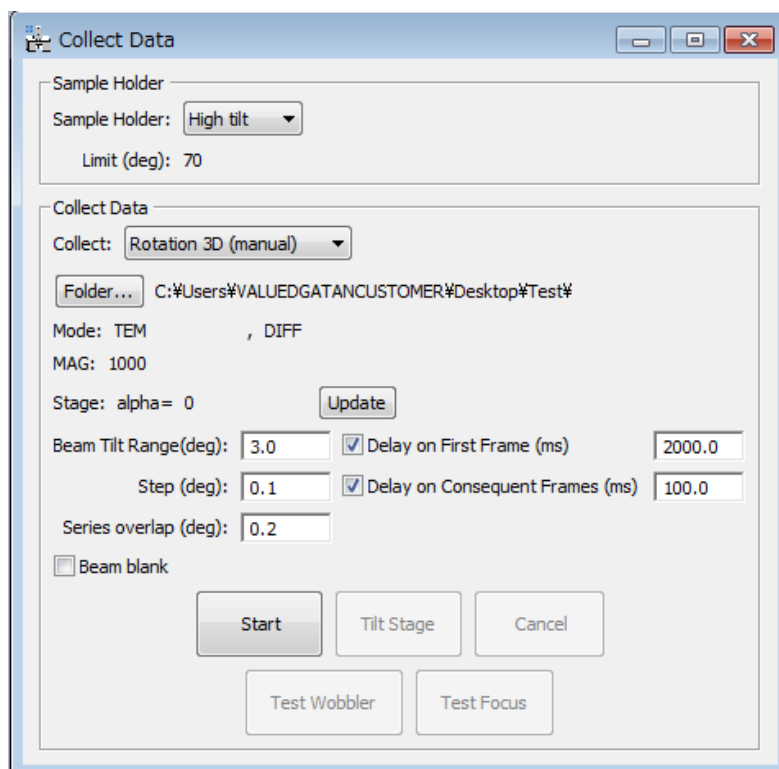 Collect Data
Sample Holder
Sample Holder: High tilt
Limit (deg): 70
Collect Data
Collect: Rotation 3D (manual)
Folder... C:¥Users¥VALUEDGATANCUSTOMER¥Desktop¥Test¥
Mode: TEM , DIFF
MAG: 1000
Stage: alpha= 0 Update
Beam Tilt Range(deg): 3.0 Delay on First Frame (ms) 2000.0
Step (deg): 0.1 Delay on Consequent Frames (ms) 100.0
Series overlap (deg): 0.2
Beam blank
Start Tilt Stage Cancel
Test Wobbler Test Focus